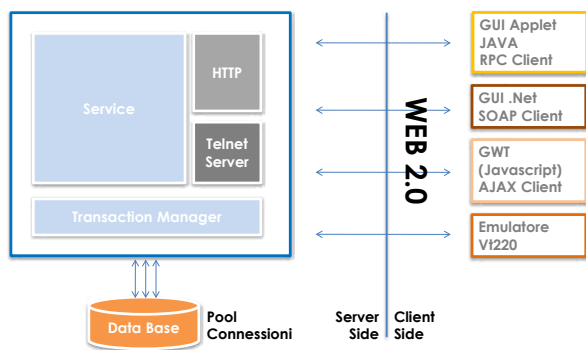 Service
HTTP
Telnet
Server
Transaction Manager
Data Base
Pool
Connessioni
Server
Side
Client
Side
WEB 2.0
GUI Applet
JAVA
RPC Client
GUI .Net
SOAP Client
GWT
(Javascript)
AJAX Client
Emulatore
Vt220